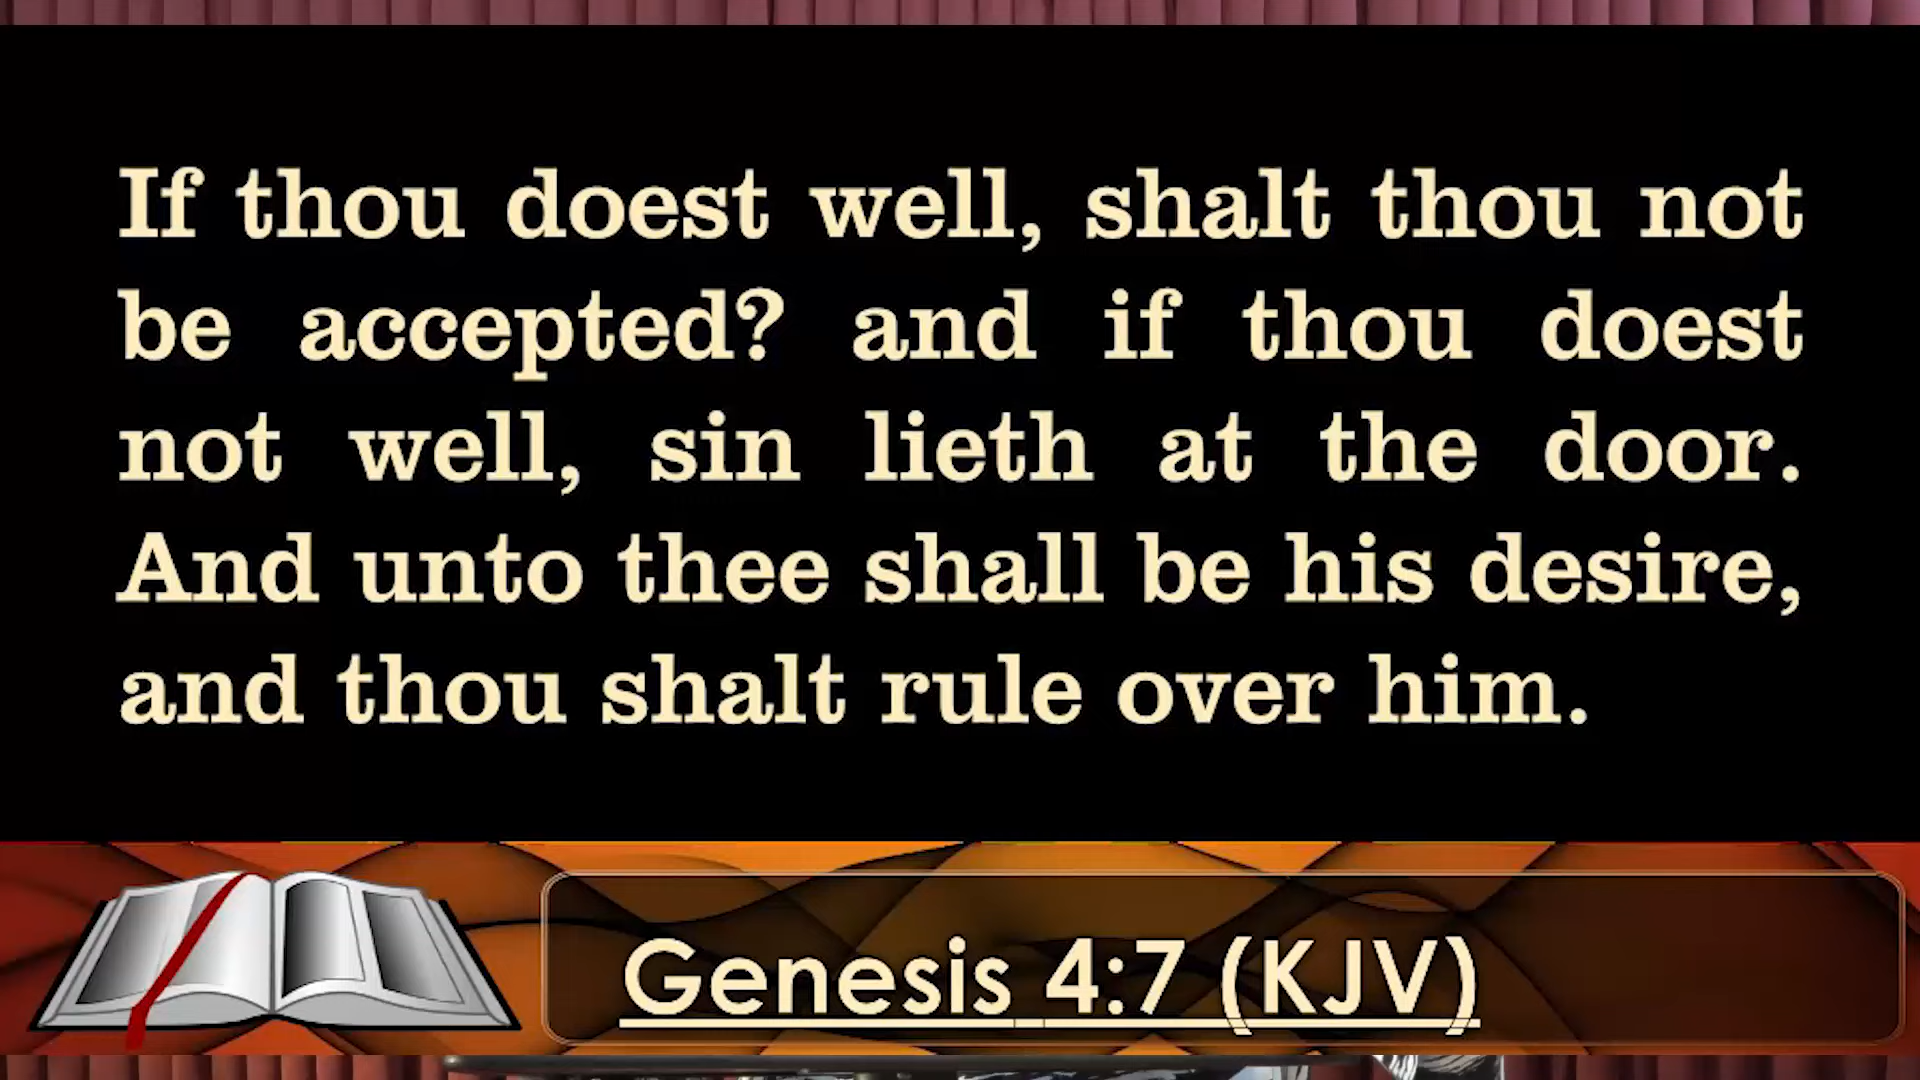 If thou doest well, shalt thou not
be accepted? and if thou doest
not well, sin lieth at the door.
And unto thee shall be his desire,
and thou shalt rule over him.
Genesis 4:7 (KJV)